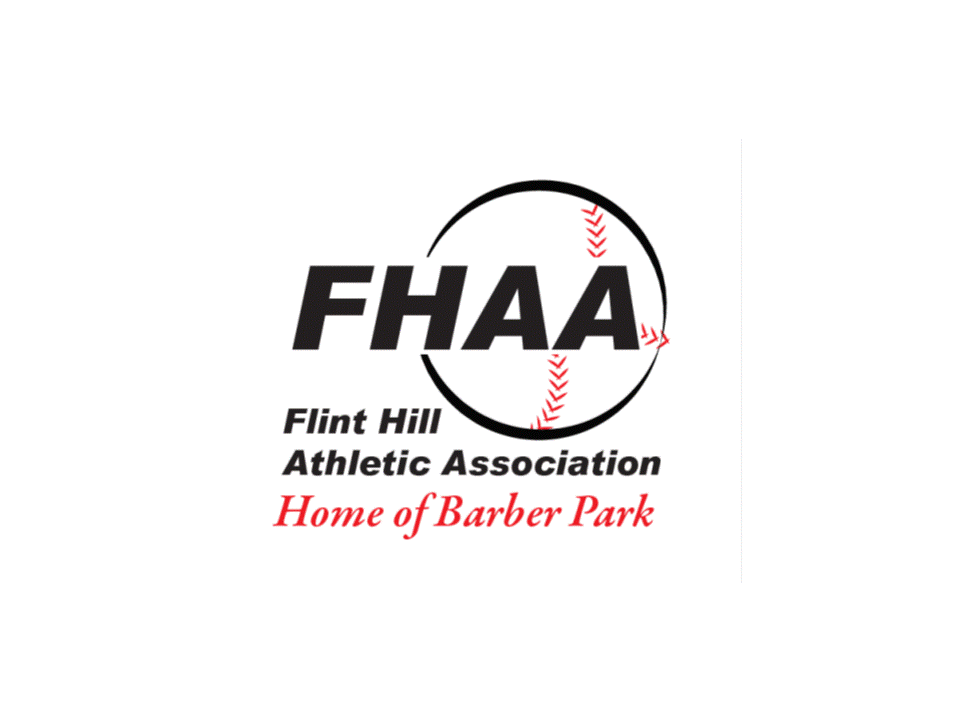 FHAA
Flint Hill
Athletic Association
Home of Barber Park